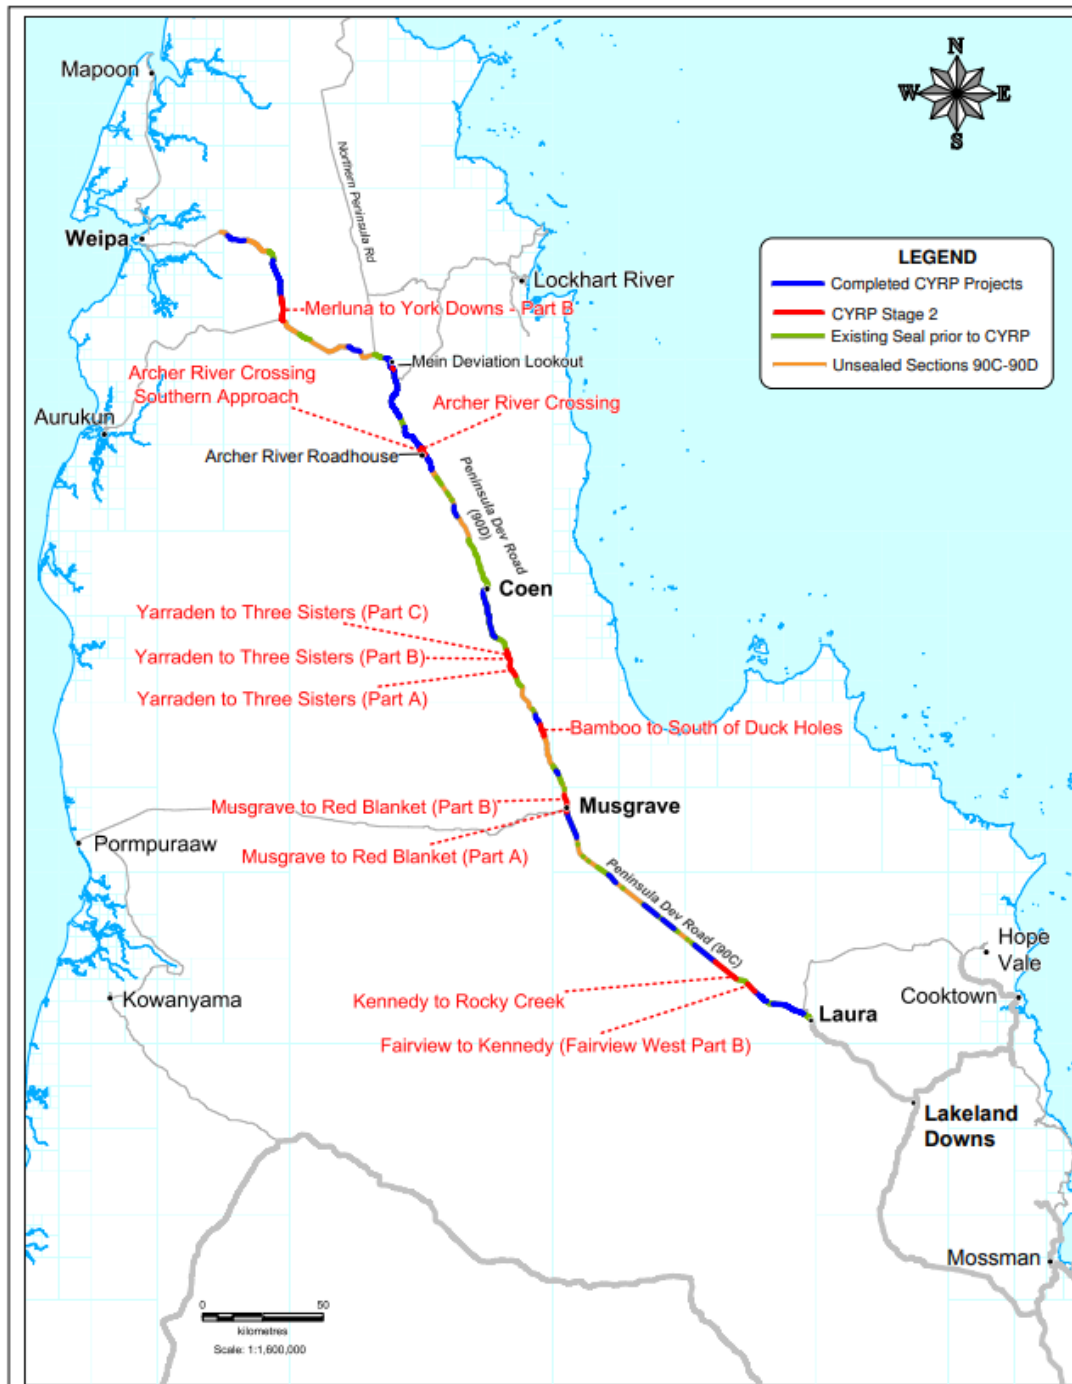 N
W E
S
Mapoon
Northern Peninsula Rd
Weipa
LEGEND
Completed CYRP Projects
CYRP Stage 2
Existing Seal prior to CYRP
Unsealed Sections 90C-90D
Lockhart River
Merluna to York Downs - Part B
Mein Deviation Lookout
Archer River Crossing
Southern Approach
Archer River Crossing
Aurukun
Archer River Roadhouse
Peninsula Dev Road
(90D)
Coen
Yarraden to Three Sisters (Part C)
Yarraden to Three Sisters (Part B)
Yarraden to Three Sisters (Part A)
Bamboo to South of Duck Holes
Musgrave to Red Blanket (Part B)
Musgrave
Pormpuraaw
Musgrave to Red Blanket (Part A)
Peninsula Dev Road (90C)
Hope
Vale
Kowanyama
Kennedy to Rocky Creek
Cooktown
Laura
Fairview to Kennedy (Fairview West Part B)
Lakeland
Downs
Mossman
0 50
kilometres
Scale: 1:1,600,000